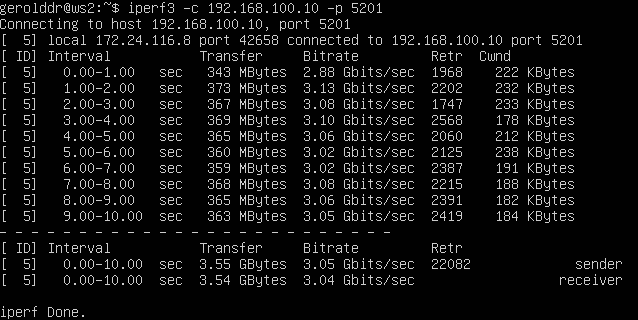 gerolddr@ws2:~$ iperf3 -c 192.168.100.10 -p 5201
Connecting to host 192.168.100.10, port 5201
[  5] local 172.24.116.8 port 42658 connected to 192.168.100.10 port 5201
[ ID] Interval           Transfer     Bitrate         Retr  Cwnd
[  5]   0.00-1.00   sec   343 MBytes  2.88 Gbits/sec  1968    222 KBytes
[  5]   1.00-2.00   sec   373 MBytes  3.13 Gbits/sec  2202    232 KBytes
[  5]   2.00-3.00   sec   367 MBytes  3.08 Gbits/sec  1747    233 KBytes
[  5]   3.00-4.00   sec   369 MBytes  3.10 Gbits/sec  2568    178 KBytes
[  5]   4.00-5.00   sec   365 MBytes  3.06 Gbits/sec  2060    212 KBytes
[  5]   5.00-6.00   sec   360 MBytes  3.02 Gbits/sec  2125    238 KBytes
[  5]   6.00-7.00   sec   359 MBytes  3.02 Gbits/sec  2387    191 KBytes
[  5]   7.00-8.00   sec   368 MBytes  3.08 Gbits/sec  2215    188 KBytes
[  5]   8.00-9.00   sec   365 MBytes  3.06 Gbits/sec  2391    182 KBytes
[  5]   9.00-10.00  sec   363 MBytes  3.05 Gbits/sec  2419    184 KBytes
- - - - - - - - - - - - - - - - - - - - - - - - -
[ ID] Interval           Transfer     Bitrate         Retr
[  5]   0.00-10.00  sec  3.55 GBytes  3.05 Gbits/sec  22082             sender
[  5]   0.00-10.00  sec  3.54 GBytes  3.04 Gbits/sec                  receiver

iperf Done.